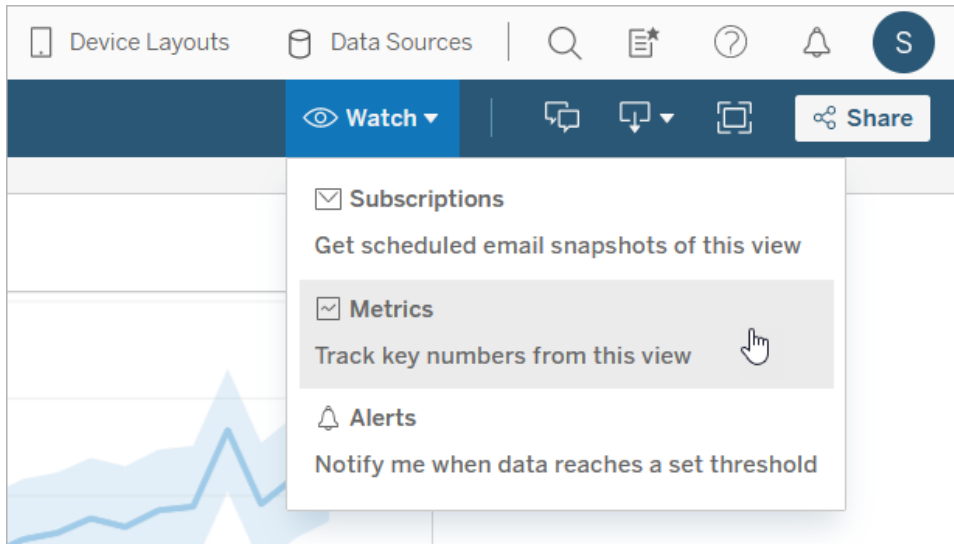 Device Layouts Data Sources S
Watch Share
Subscriptions
Get scheduled email snapshots of this view
Metrics
Track key numbers from this view
Alerts
Notify me when data reaches a set threshold